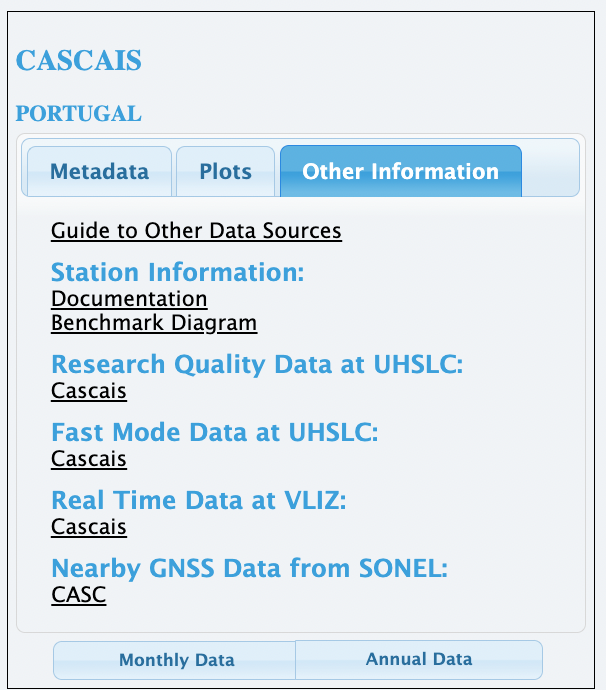 CASCAIS
PORTUGAL
Metadata Plots Other Information
Guide to Other Data Sources
Station Information:
Documentation
Benchmark Diagram
Research Quality Data at UHSLC:
Cascais
Fast Mode Data at UHSLC:
Cascais
Real Time Data at VLIZ:
Cascais
Nearby GNSS Data from SONEL:
CASC
Monthly Data Annual Data